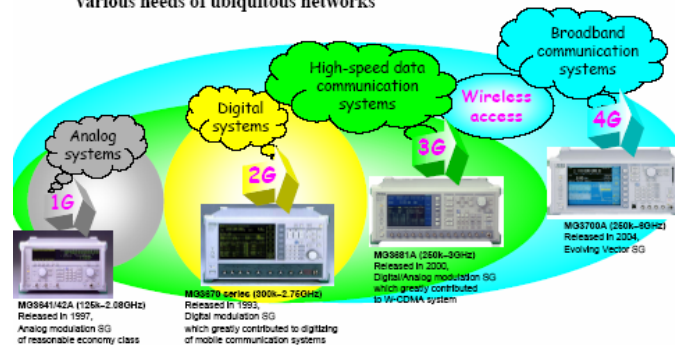 various needs of ubiquitous networks
Broadband
communication
systems
High-speed data
communication
systems
Wireless
access
Digital
systems
Analog
systems
4G
3G
2G
1G
MG3700A (250k–6GHz)
Released in 2004,
Evolving Vector SG
MG3681A (250k–3GHz)
Released in 2000,
Digital/Analog modulation SG
which greatly contributed
to W-CDMA system
MG3670 series (300k–2.75GHz)
Released in 1993,
Digital modulation SG
which greatly contributed to digitizing
of mobile communication systems
MG3641/42A (125k–2.08GHz)
Released in 1997,
Analog modulation SG
of reasonable economy class